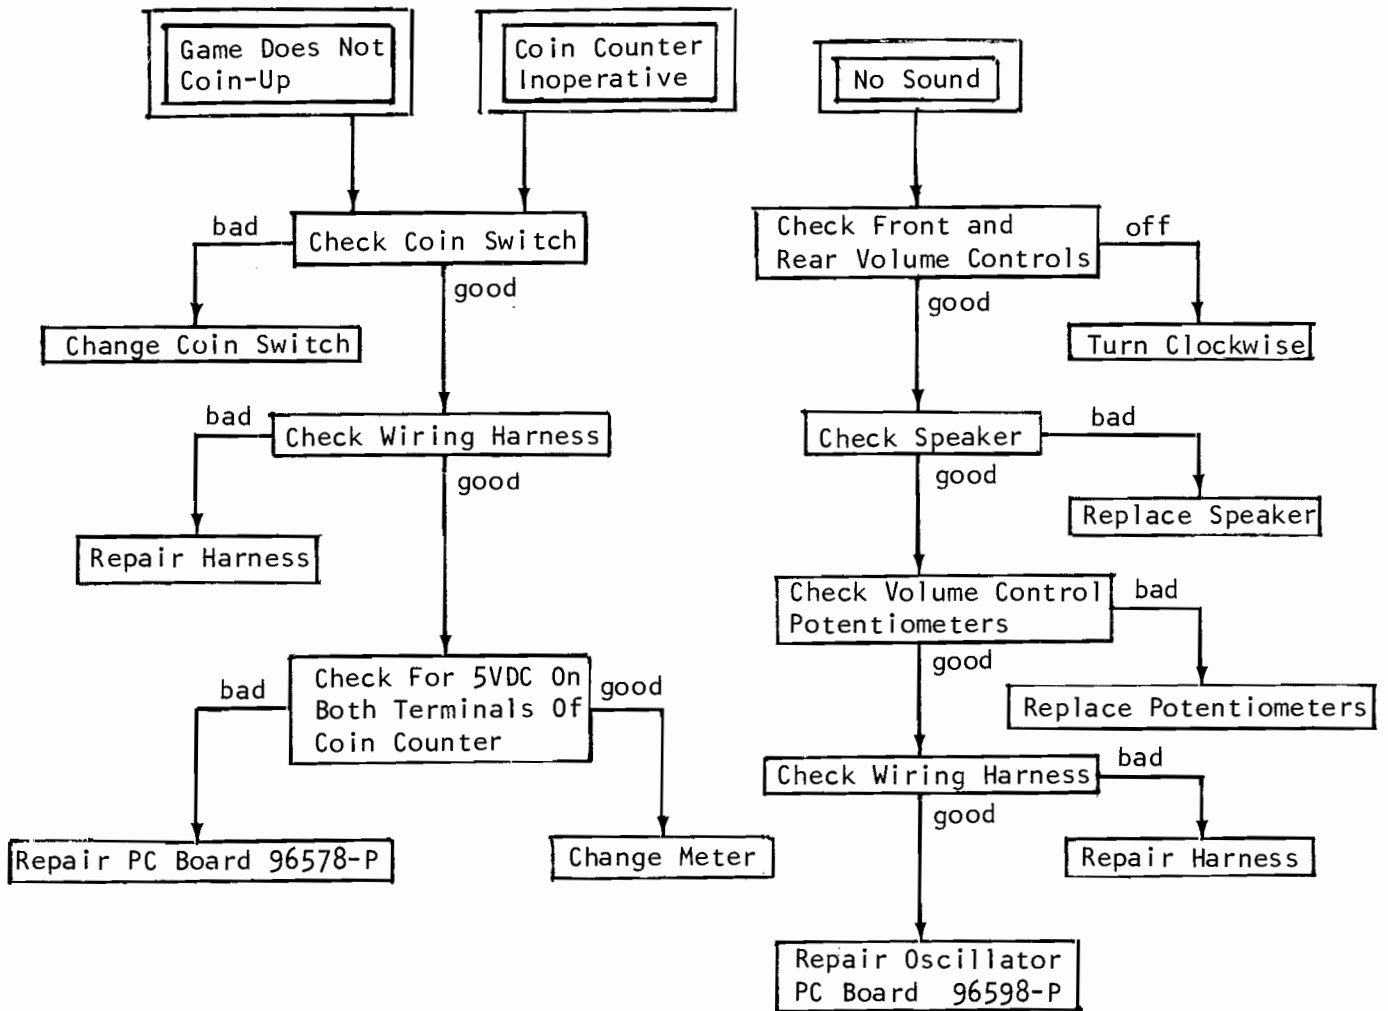 Game Does Not
Coin-Up
Coin Counter
Inoperative
No Sound
bad
Check Coin Switch
good
Change Coin Switch
bad
Check Wiring Harness
good
Repair Harness
bad
Check For 5VDC On
Both Terminals Of
Coin Counter
good
Repair PC Board 96578-P
Change Meter
Check Front and
Rear Volume Controls
off
good
Turn Clockwise
Check Speaker
bad
good
Replace Speaker
Check Volume Control
Potentiometers
bad
good
Replace Potentiometers
Check Wiring Harness
bad
good
Repair Harness
Repair Oscillator
PC Board 96598-P